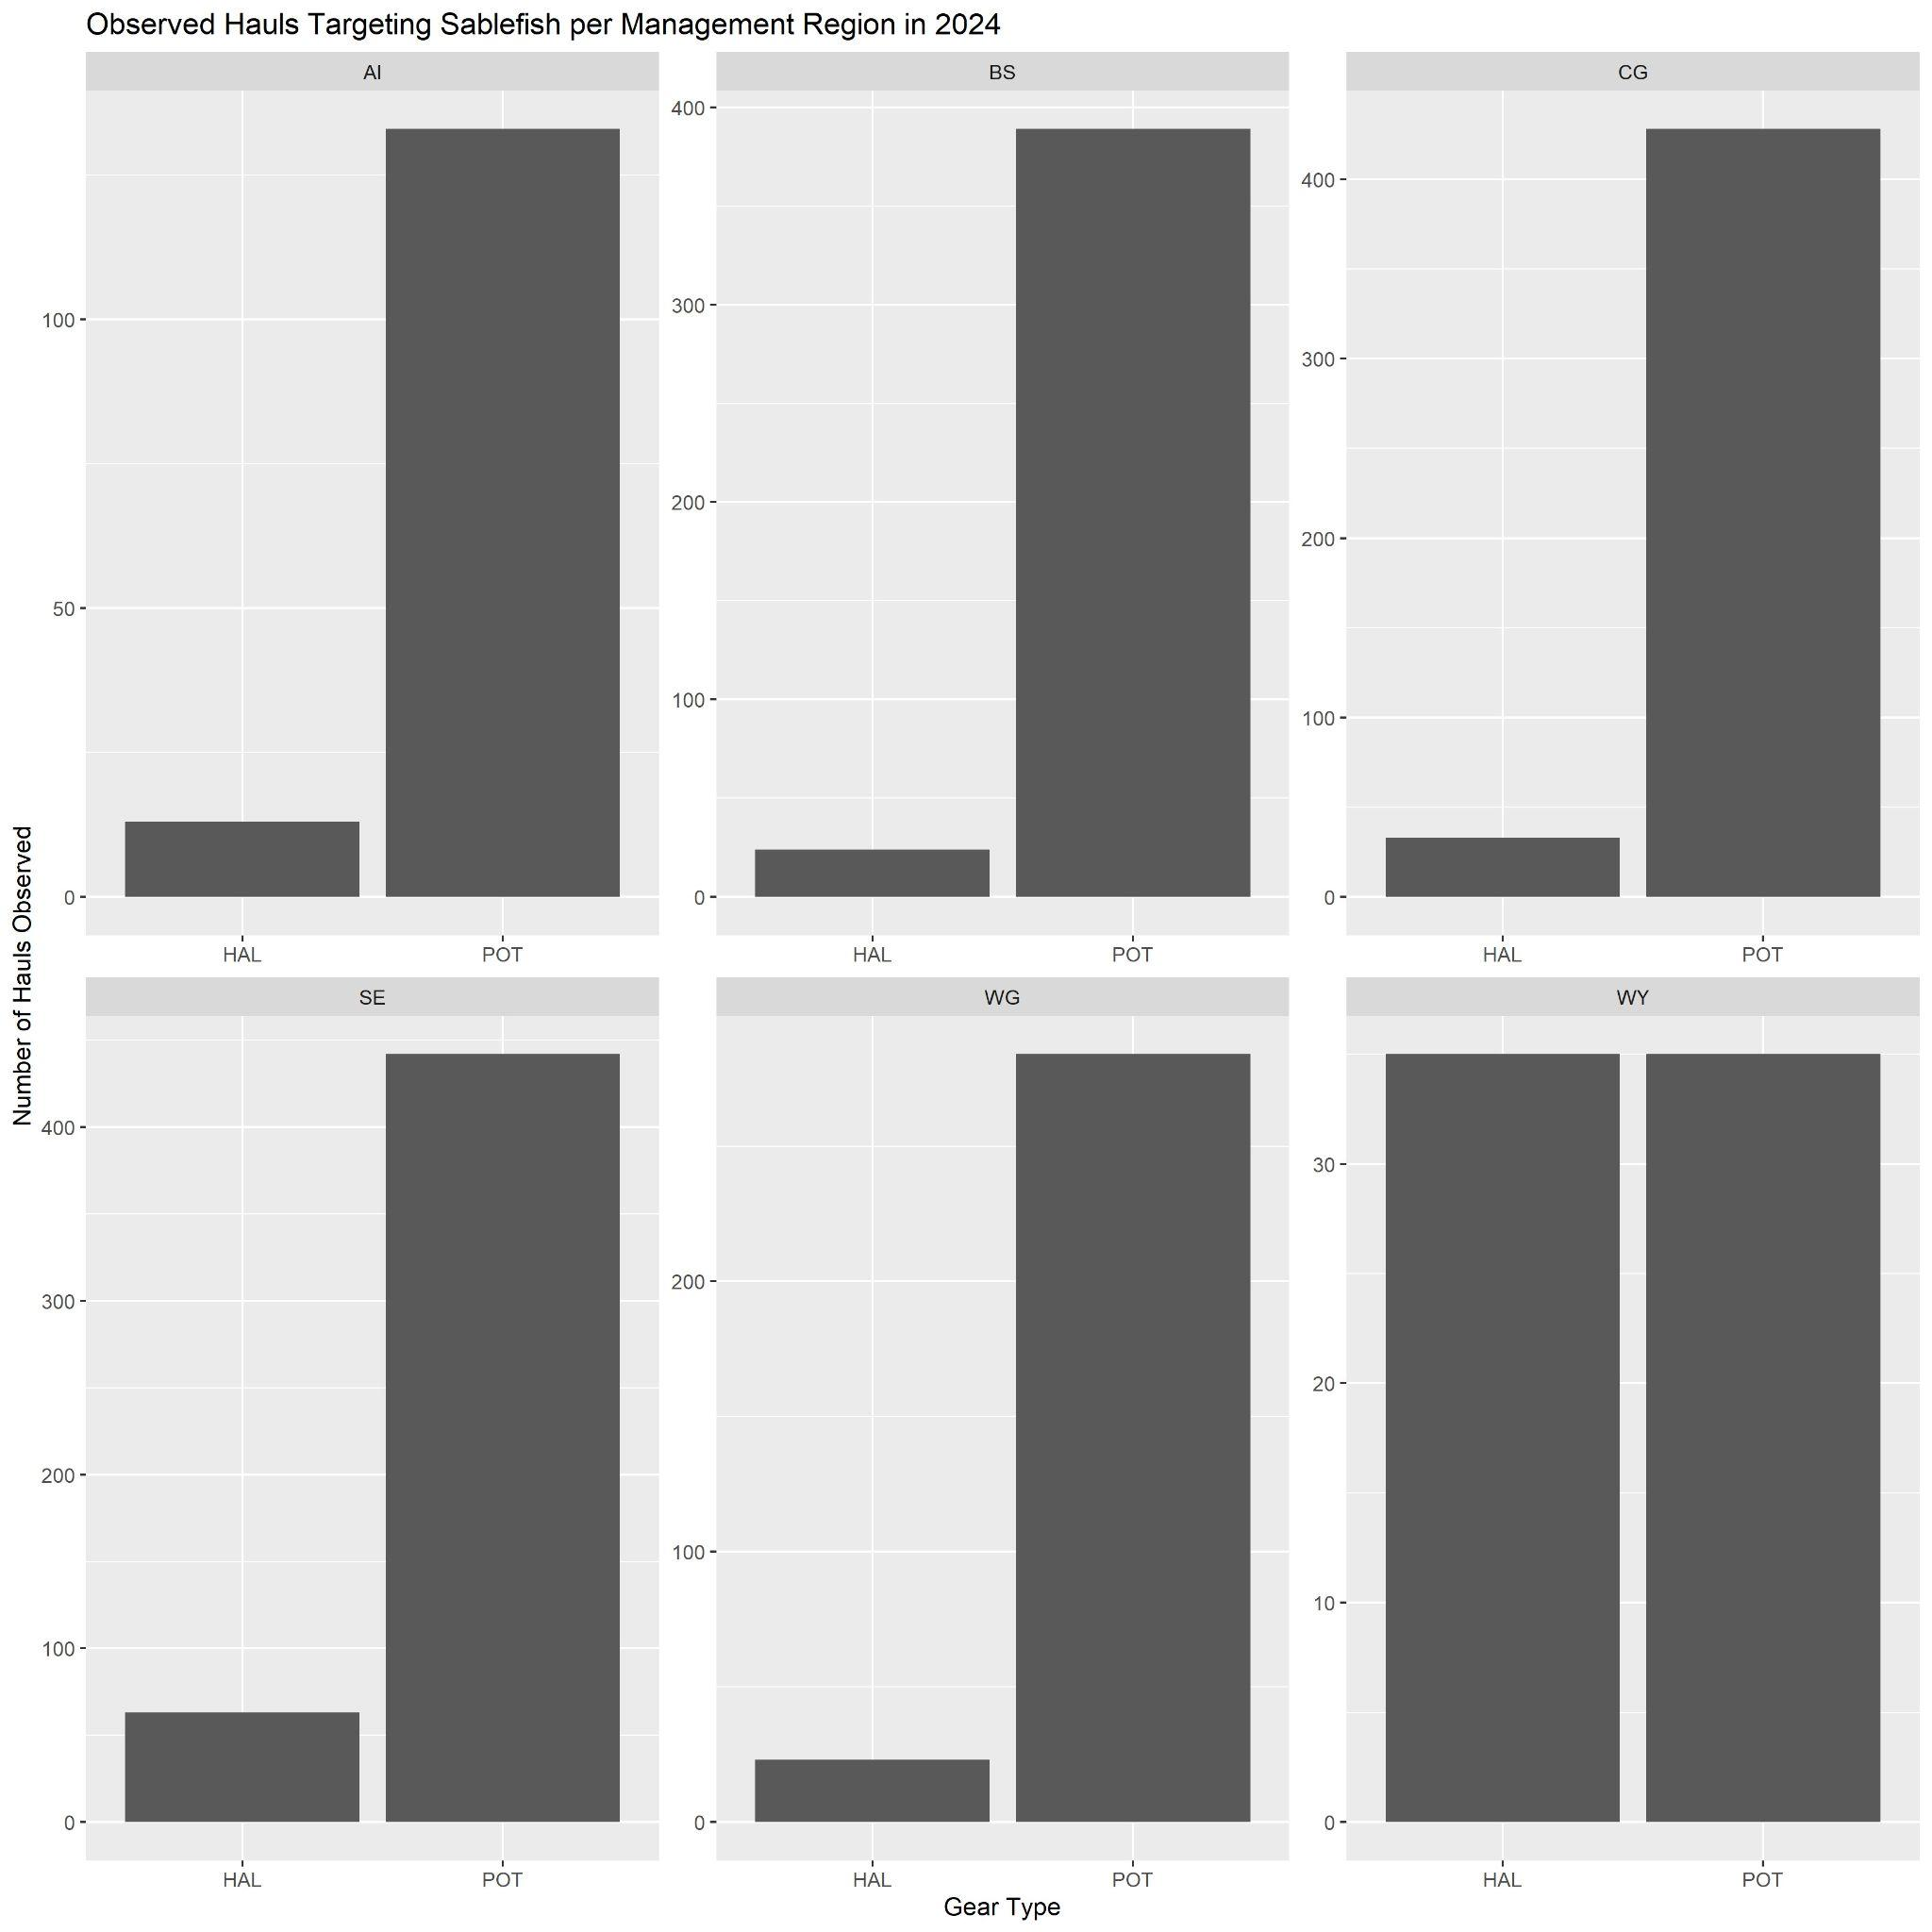 Observed Hauls Targeting Sablefish per Management Region in 2024
AI
BS
CG
100
50
0
400
300
200
100
0
400
300
200
100
0
HAL
POT
HAL
POT
HAL
POT
Number of Hauls Observed
SE
WG
WY
400
300
200
100
0
200
100
0
30
20
10
0
HAL
POT
HAL
POT
HAL
POT
Gear Type